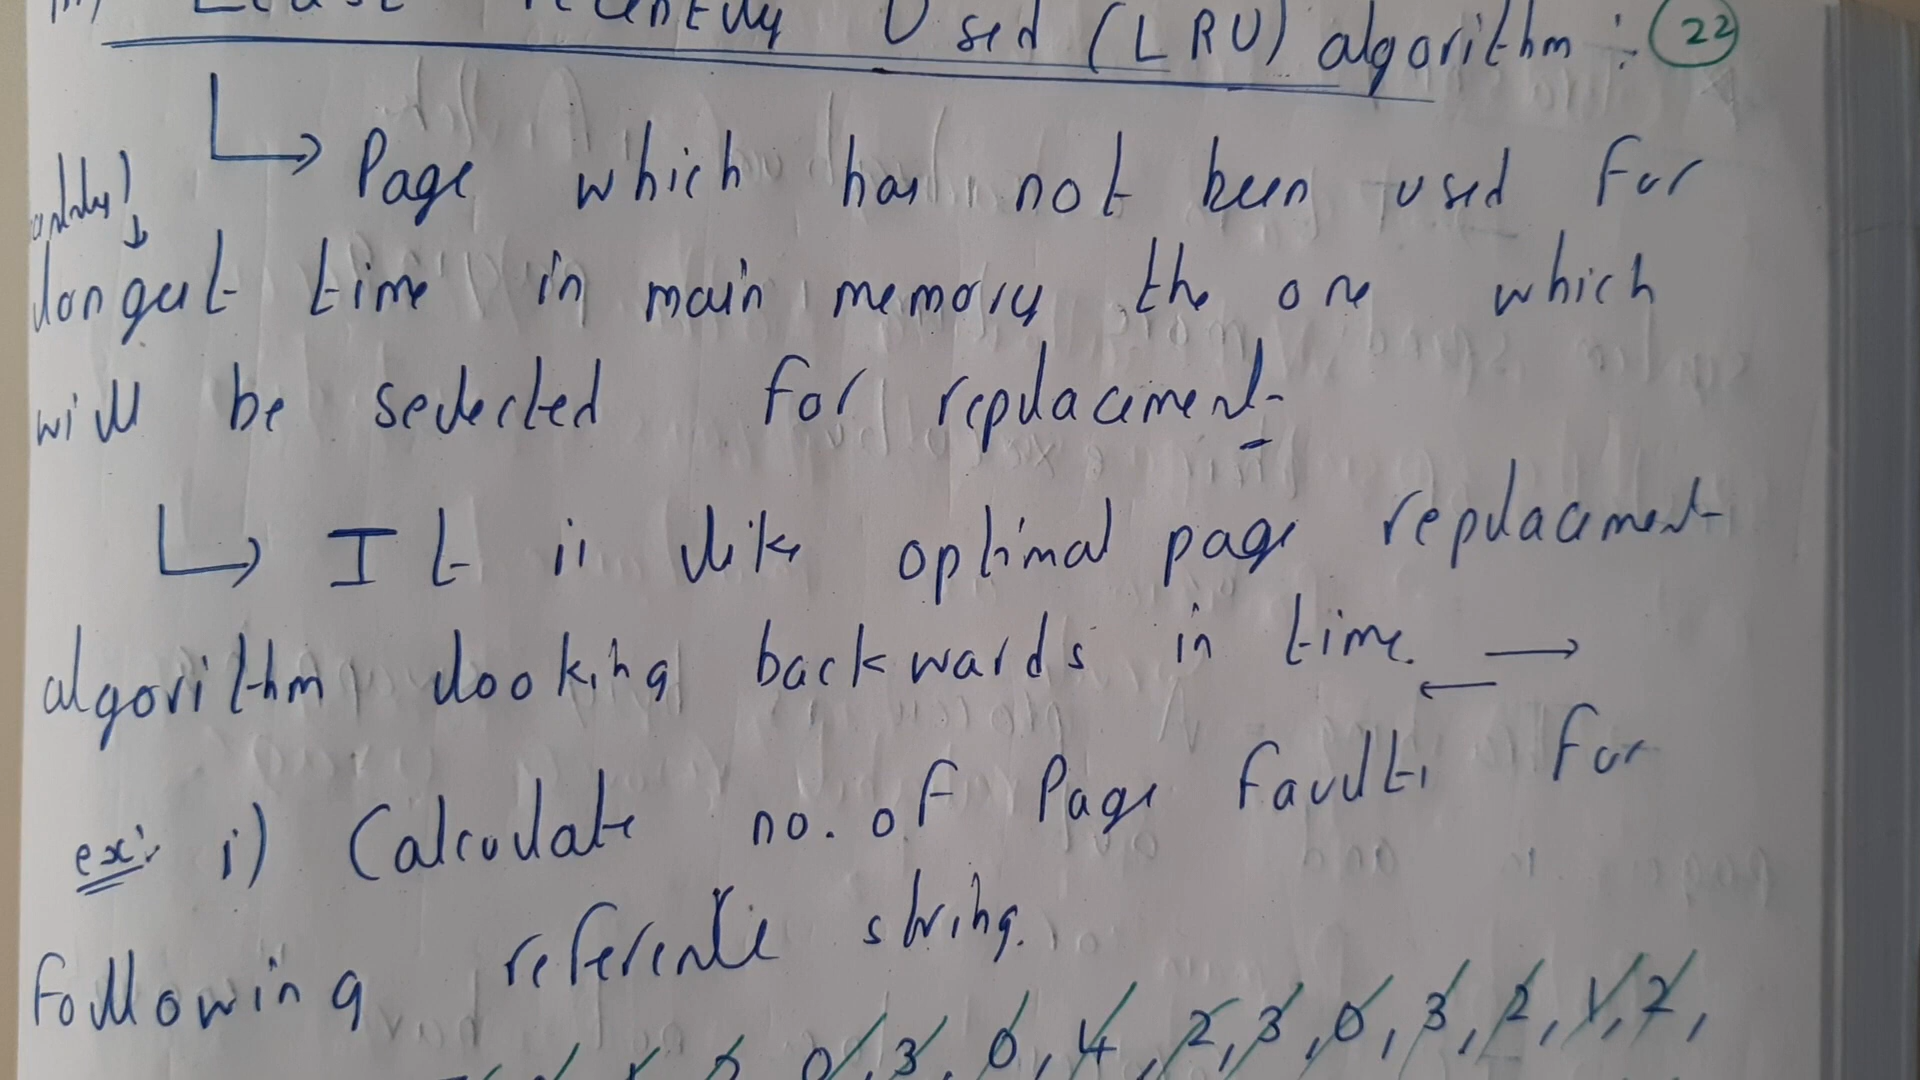 Least recently Used (LRU) algorithm : 22
Page which has not been used for
longest time in main memory the one which
will be selected for replacement
It is like optimal page replacement
algorithm looking backwards in time.
ex: i) Calculate no. of Page faults for
following reference string.
0, 3, 0, 4, 2, 3, 0, 3, 2, 1, 2,